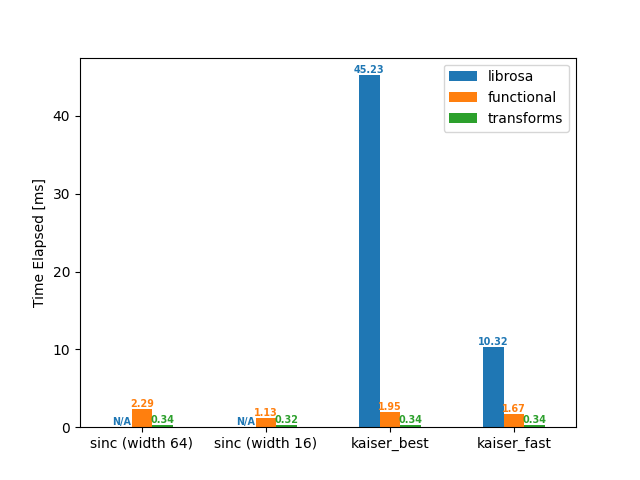 librosa
functional
transforms
Time Elapsed [ms]
40
30
20
10
0
N/A 2.29 0.34
N/A 1.13 0.32
45.23 1.95 0.34
10.32 1.67 0.34
sinc (width 64) sinc (width 16) kaiser_best kaiser_fast